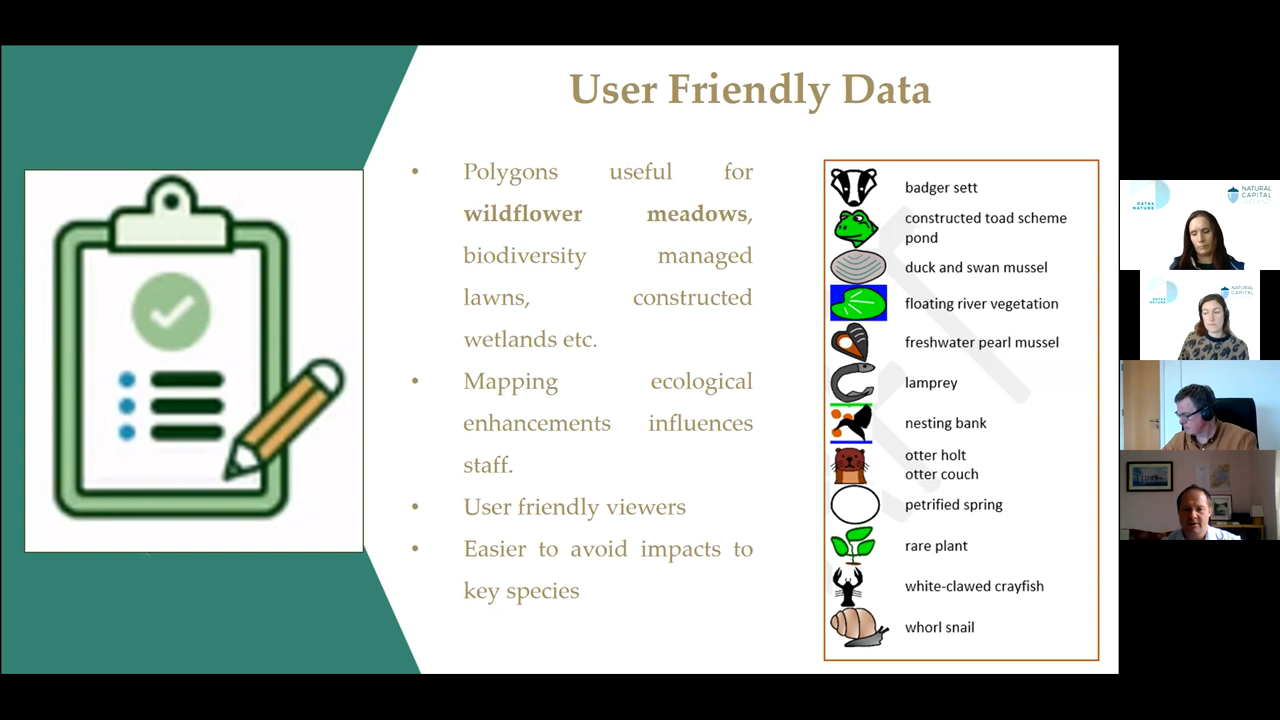 User Friendly Data
• Polygons useful for
wildflower meadows,
biodiversity managed
lawns, constructed
wetlands etc.
• Mapping ecological
enhancements influences
staff.
• User friendly viewers
• Easier to avoid impacts to
key species
badger sett
constructed toad scheme
pond
duck and swan mussel
floating river vegetation
freshwater pearl mussel
lamprey
nesting bank
otter holt
otter couch
petrified spring
rare plant
white-clawed crayfish
whorl snail
NATURAL
CAPITAL
NATURAL
CAPITAL